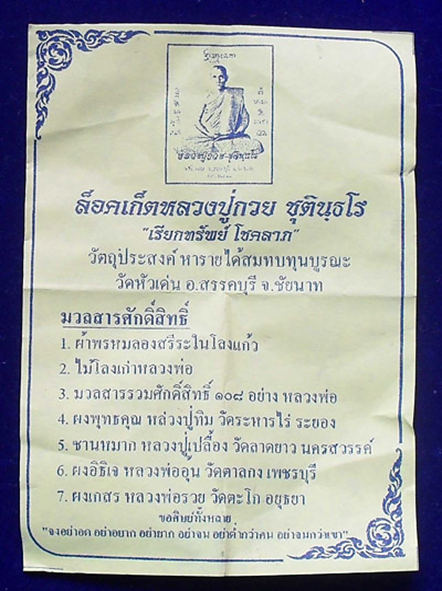 ล็อคเก็ตหลวงปู่กวย ชุตินฺธโร
"เรียกทรัพย์ โชคลาภ"
วัตถุประสงค์ หารายได้สมทบทุนบูรณะ
วัดหัวเด่น อ.สรรคบุรี จ.ชัยนาท
มวลสารศักดิ์สิทธิ์
1. ผ้าพรหมลองสรีระในโลงแก้ว
2. ไม้โลงเก่าหลวงพ่อ
3. มวลสารรวมศักดิ์สิทธิ์ ๑๐๘ อย่าง หลวงพ่อ
4. ผงพุทธคุณ หลวงปู่ทิม วัดระหารไร่ ระยอง
5. ชานหมาก หลวงปู่เปลื้อง วัดลาดยาว นครสวรรค์
6. ผงอิธิเจ หลวงพ่ออุ้น วัดตาลกง เพชรบุรี
7. ผงเกสร หลวงพ่อรวย วัดตะโก อยุธยา
ขอศิษย์ทั้งหลาย
"จงอย่าอด อย่าอยาก อย่ายาก อย่าจน อย่าต่ำกว่าคน อย่าจนกว่าเขา"